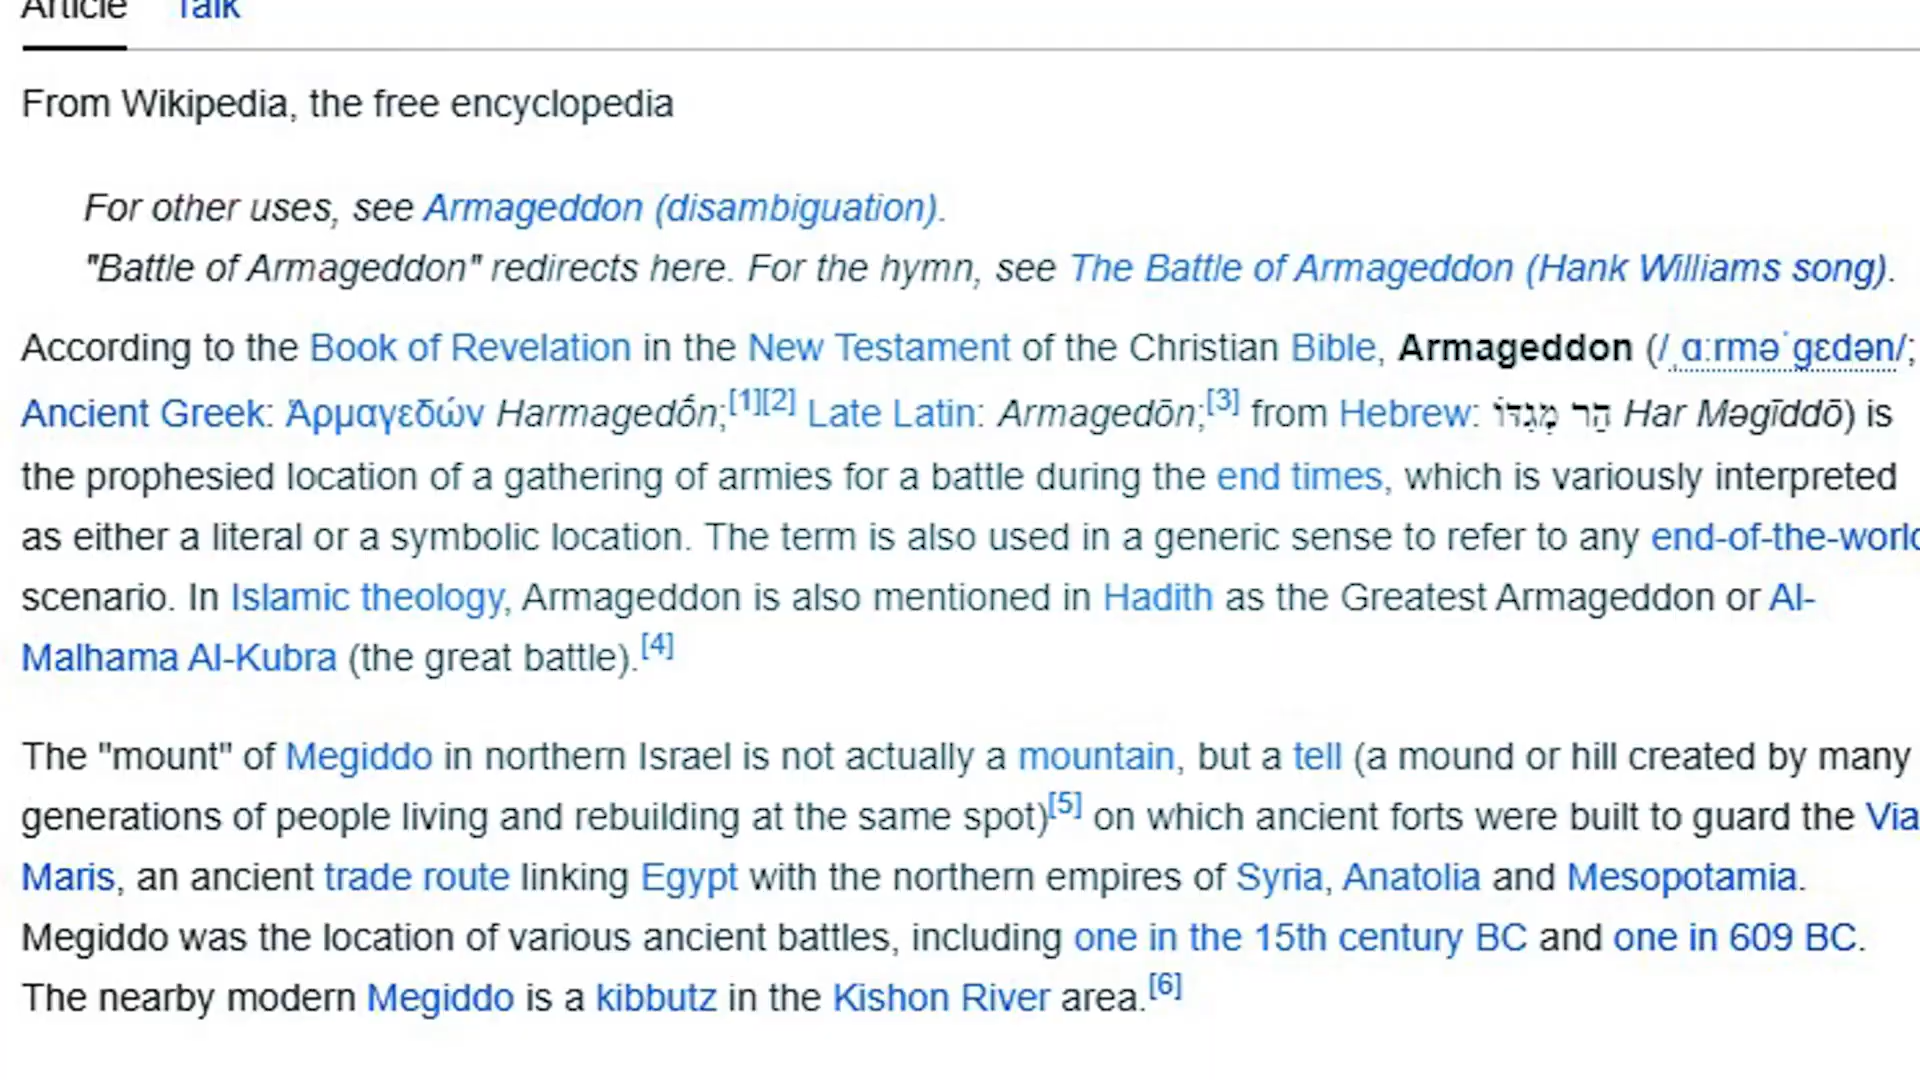 Article Talk
From Wikipedia, the free encyclopedia
For other uses, see Armageddon (disambiguation).
"Battle of Armageddon" redirects here. For the hymn, see The Battle of Armageddon (Hank Williams song).
According to the Book of Revelation in the New Testament of the Christian Bible, Armageddon (/ˌɑːrməˈɡɛdən/;
Ancient Greek: Ἁρμαγεδών Harmagedṓn;[1][2] Late Latin: Armagedōn;[3] from Hebrew: הַר מְגִדּוֹ Har Məgīddō) is
the prophesied location of a gathering of armies for a battle during the end times, which is variously interpreted
as either a literal or a symbolic location. The term is also used in a generic sense to refer to any end-of-the-world
scenario. In Islamic theology, Armageddon is also mentioned in Hadith as the Greatest Armageddon or Al-
Malhama Al-Kubra (the great battle).[4]
The "mount" of Megiddo in northern Israel is not actually a mountain, but a tell (a mound or hill created by many
generations of people living and rebuilding at the same spot)[5] on which ancient forts were built to guard the Via
Maris, an ancient trade route linking Egypt with the northern empires of Syria, Anatolia and Mesopotamia.
Megiddo was the location of various ancient battles, including one in the 15th century BC and one in 609 BC.
The nearby modern Megiddo is a kibbutz in the Kishon River area.[6]